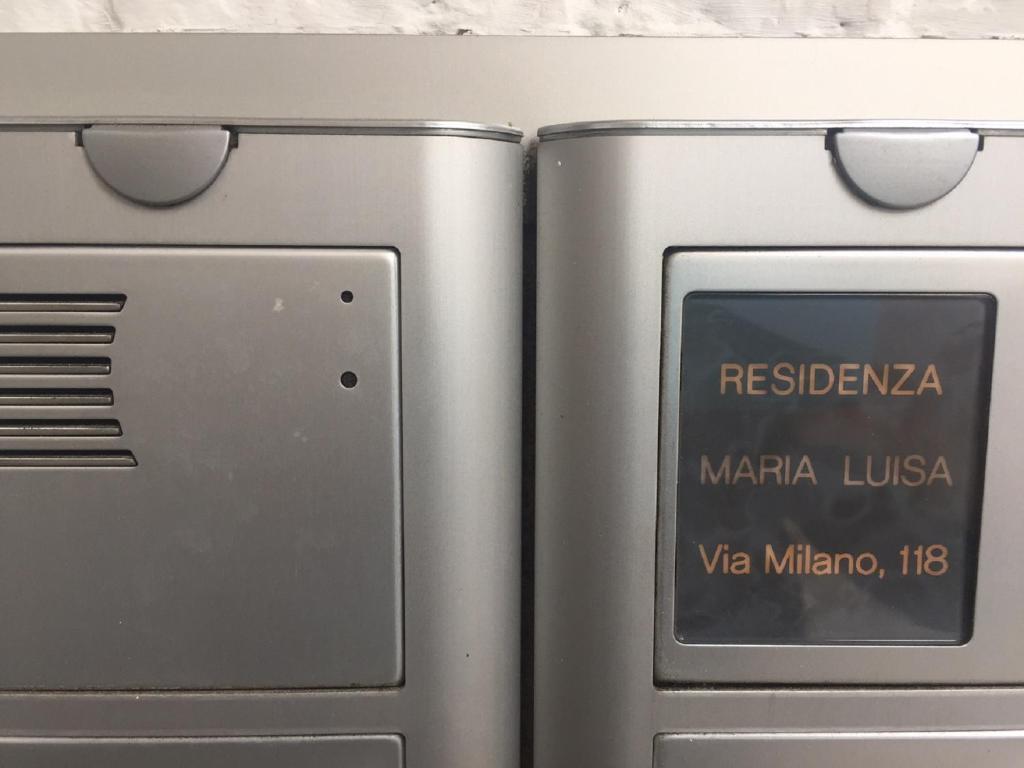 RESIDENZA
MARIA LUISA
Via Milano, 118